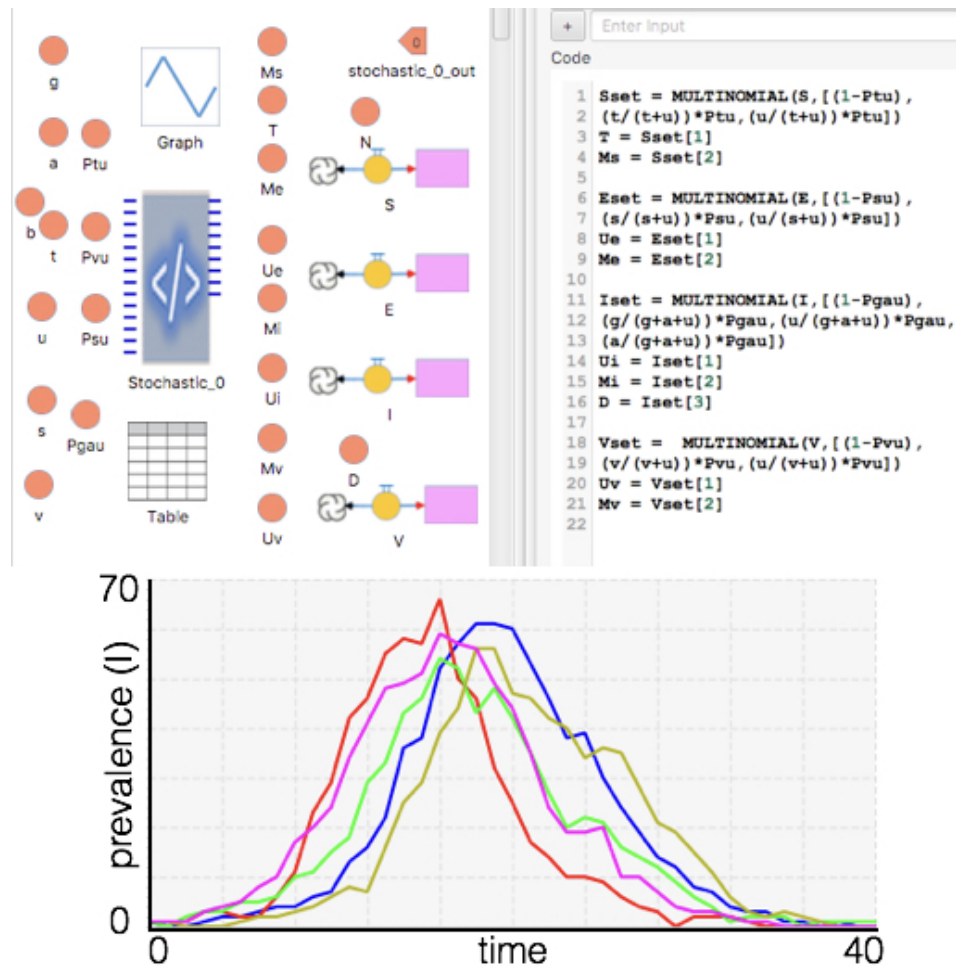 g
a
Ptu
b
t
Pvu
u
Psu
s
Pgau
v
Graph
Stochastic_0
Table
Ms
T
Me
Ue
Mi
Ui
Mv
Uv
0
stochastic_0_out
N
S
E
I
D
V
+
Enter Input
Code
1 Sset = MULTINOMIAL(S,[(1-Ptu),
2 (t/(t+u))*Ptu,(u/(t+u))*Ptu])
3 T = Sset[1]
4 Ms = Sset[2]
5
6 Eset = MULTINOMIAL(E,[(1-Psu),
7 (s/(s+u))*Psu,(u/(s+u))*Psu])
8 Ue = Eset[1]
9 Me = Eset[2]
10
11 Iset = MULTINOMIAL(I,[(1-Pgau),
12 (g/(g+a+u))*Pgau,(u/(g+a+u))*Pgau,
13 (a/(g+a+u))*Pgau])
14 Ui = Iset[1]
15 Mi = Iset[2]
16 D = Iset[3]
17
18 Vset = MULTINOMIAL(V,[(1-Pvu),
19 (v/(v+u))*Pvu,(u/(v+u))*Pvu])
20 Uv = Vset[1]
21 Mv = Vset[2]
22
70
prevalence (I)
0
0
time
40